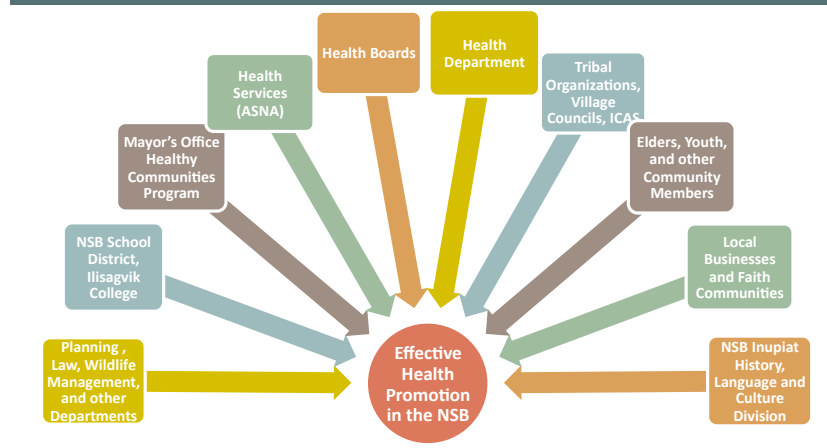 Health Boards
Health
Department
Health
Services
(ASNA)
Tribal
Organizations,
Village
Councils, ICAS
Mayor's Office
Healthy
Communities
Program
Elders, Youth,
and other
Community
Members
NSB School
District,
Ilisagvik
College
Local
Businesses
and Faith
Communities
Planning ,
Law, Wildlife
Management,
and other
Departments
Effective
Health
Promotion
in the NSB
NSB Inupiat
History,
Language and
Culture
Division